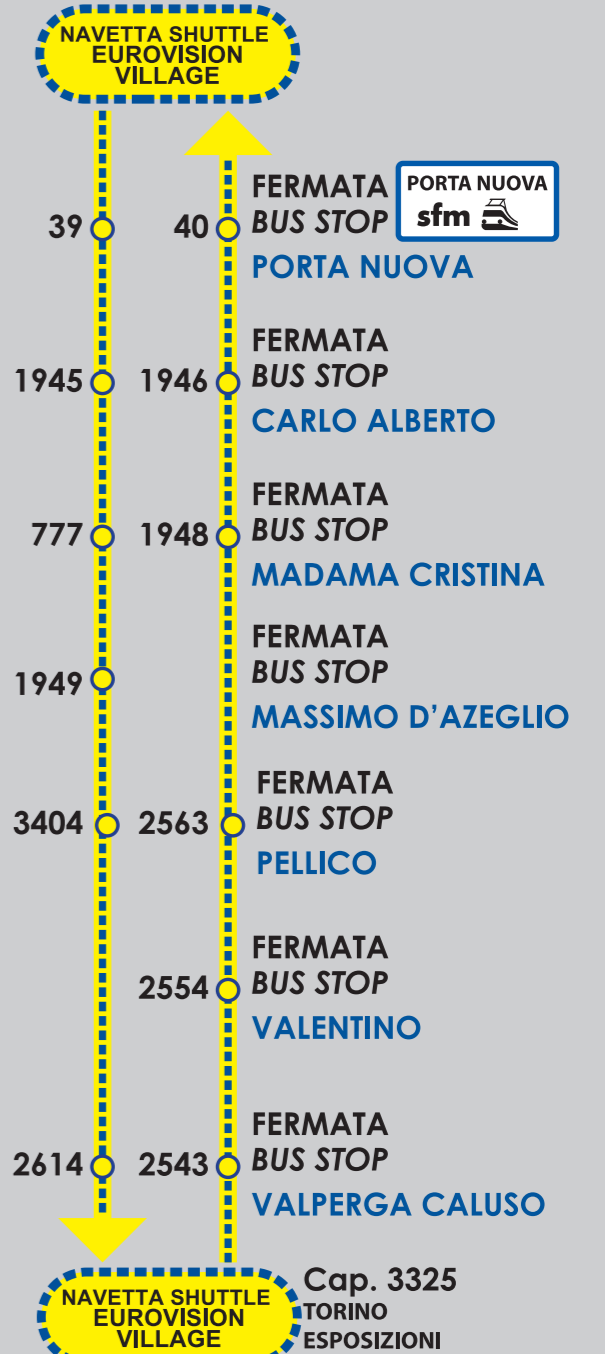 NAVETTA SHUTTLE
EUROVISION
VILLAGE
FERMATA
PORTA NUOVA
39
40
BUS STOP
sfm
PORTA NUOVA
FERMATA
1945
1946
BUS STOP
CARLO ALBERTO
FERMATA
777
1948
BUS STOP
MADAMA CRISTINA
FERMATA
1949
BUS STOP
MASSIMO D’AZEGLIO
FERMATA
3404
2563
BUS STOP
PELLICO
FERMATA
2554
BUS STOP
VALENTINO
FERMATA
2614
2543
BUS STOP
VALPERGA CALUSO
NAVETTA SHUTTLE
EUROVISION
VILLAGE
Cap. 3325
TORINO
ESPOSIZIONI